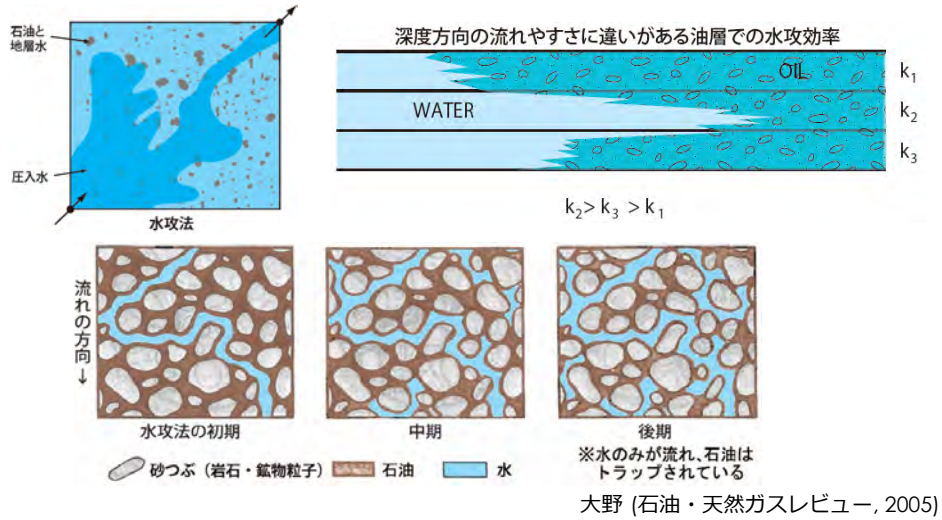 石油と
地層水
圧入水
水攻法
深度方向の流れやすさに違いがある油層での水攻効率
OIL
WATER
k1
k2
k3
k2> k3 > k1
流れの方向→
水攻法の初期
中期
後期
※水のみが流れ、石油は
トラップされている
砂つぶ（岩石・鉱物粒子）
石油
水
大野 (石油・天然ガスレビュー, 2005)